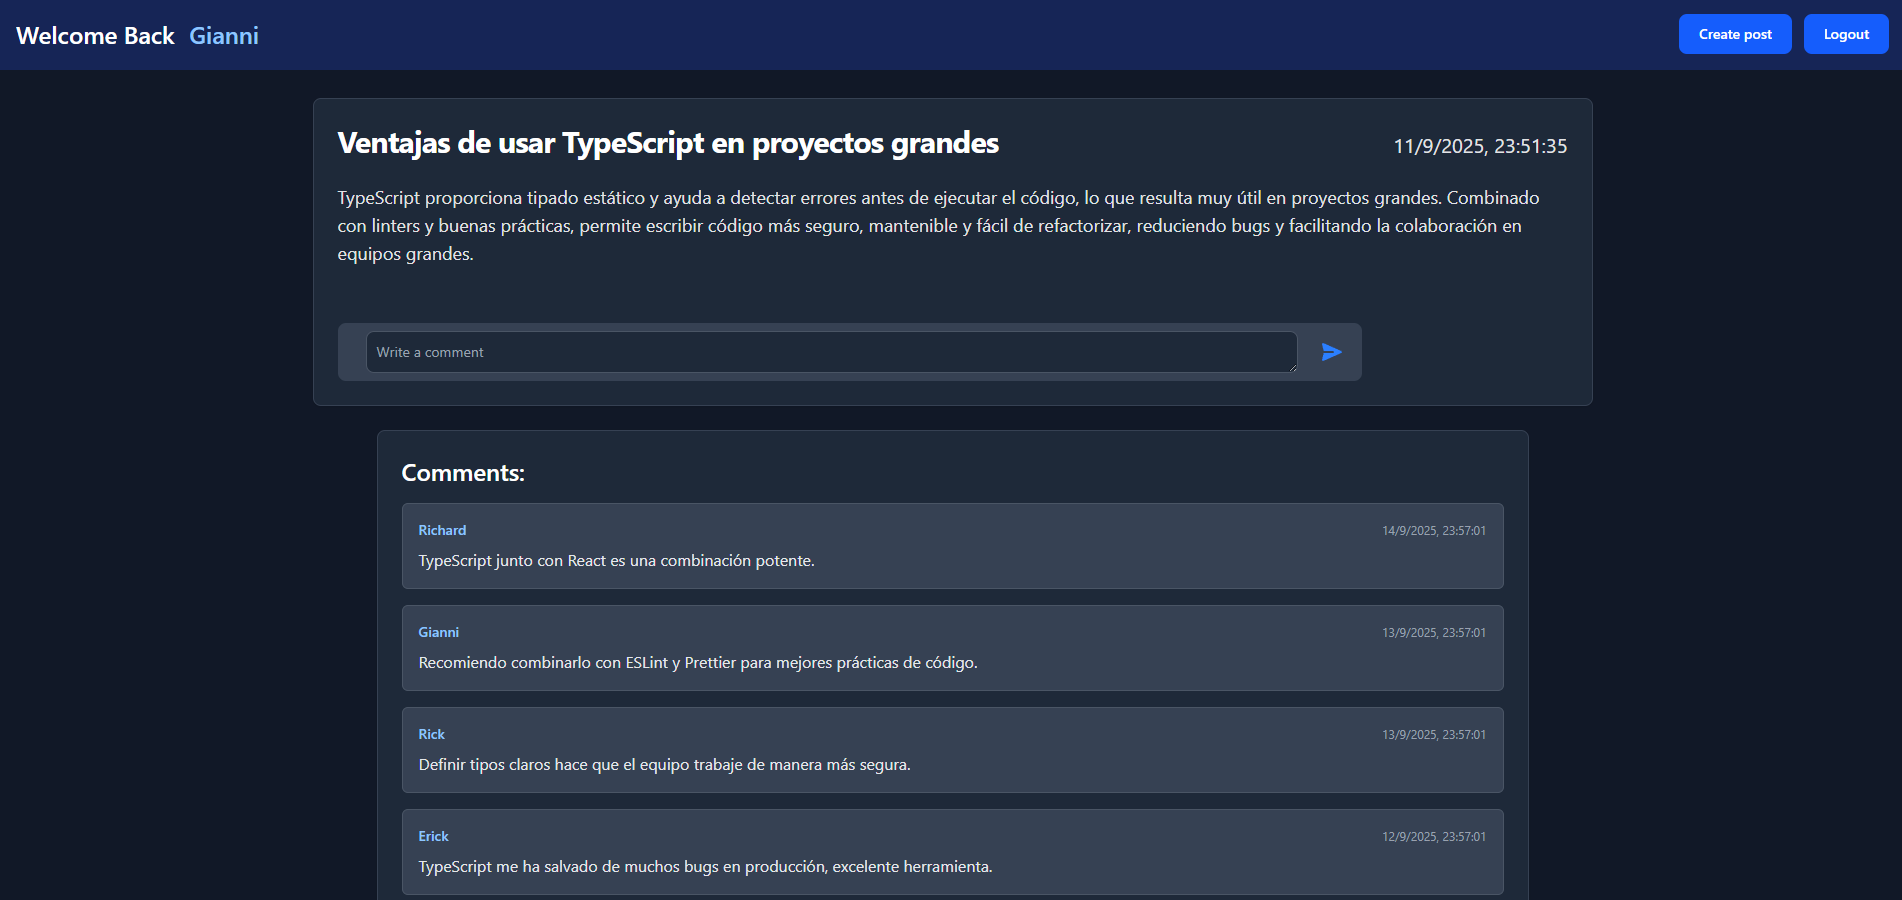 Welcome Back Gianni
Create post
Logout
Ventajas de usar TypeScript en proyectos grandes
11/9/2025, 23:51:35
TypeScript proporciona tipado estático y ayuda a detectar errores antes de ejecutar el código, lo que resulta muy útil en proyectos grandes. Combinado
con linters y buenas prácticas, permite escribir código más seguro, mantenible y fácil de refactorizar, reduciendo bugs y facilitando la colaboración en
equipos grandes.
Write a comment
Comments:
Richard
14/9/2025, 23:57:01
TypeScript junto con React es una combinación potente.
Gianni
13/9/2025, 23:57:01
Recomiendo combinarlo con ESLint y Prettier para mejores prácticas de código.
Rick
13/9/2025, 23:57:01
Definir tipos claros hace que el equipo trabaje de manera más segura.
Erick
12/9/2025, 23:57:01
TypeScript me ha salvado de muchos bugs en producción, excelente herramienta.